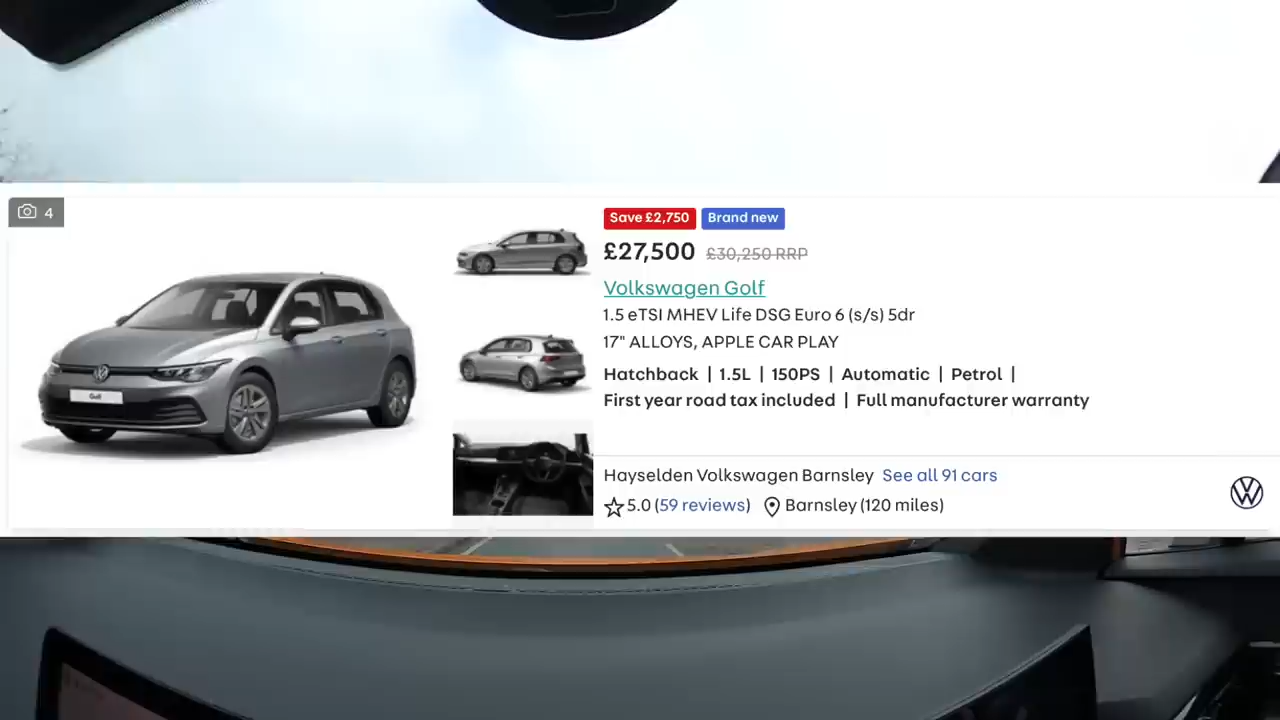 4
Save £2,750 Brand new
£27,500 £30,250 RRP
Volkswagen Golf
1.5 eTSI MHEV Life DSG Euro 6 (s/s) 5dr
17" ALLOYS, APPLE CAR PLAY
Hatchback | 1.5L | 150PS | Automatic | Petrol |
First year road tax included | Full manufacturer warranty
Hayselden Volkswagen Barnsley See all 91 cars
5.0 (59 reviews) Barnsley (120 miles)
Golf